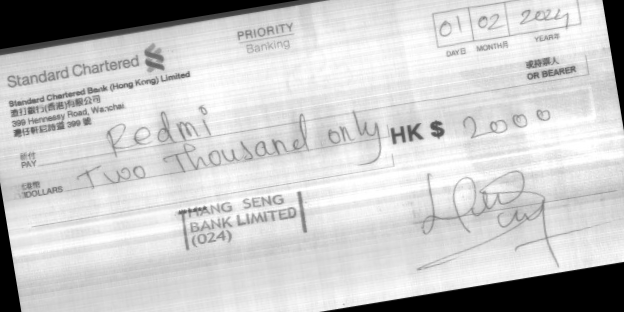 01 02 2024
DAY日 MONTH月 YEAR年
PRIORITY
Banking
Standard Chartered
Standard Chartered Bank (Hong Kong) Limited
渣打銀行(香港)有限公司
399 Hennessy Road, Wanchai
灣仔軒尼詩道 399 號
或持票人
OR BEARER
祈付
PAY Redmi
DOLLARS Two Thousand only HK $ 2000
HANG SENG
BANK LIMITED
(024)